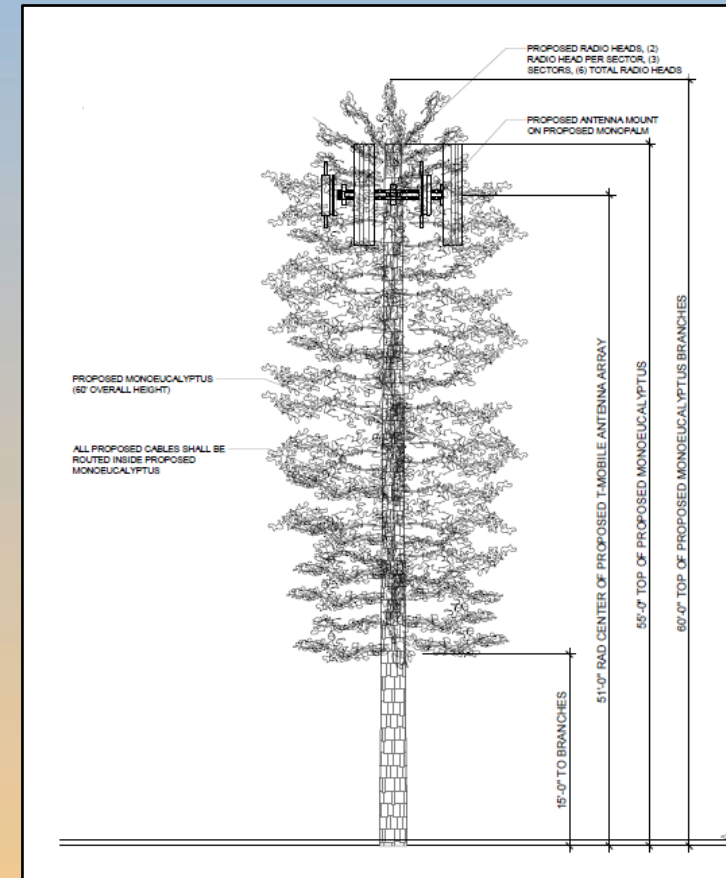 PROPOSED RADIO HEADS, (2)
RADIO HEAD PER SECTOR, (3)
SECTORS, (6) TOTAL RADIO HEADS
PROPOSED ANTENNA MOUNT
ON PROPOSED MONOPALM
PROPOSED MONOEUCALYPTUS
(60' OVERALL HEIGHT)
ALL PROPOSED CABLES SHALL BE
ROUTED INSIDE PROPOSED
MONOEUCALYPTUS
15'-0" TO BRANCHES
51'-0" RAD CENTER OF PROPOSED T-MOBILE ANTENNA ARRAY
55'-0" TOP OF PROPOSED MONOEUCALYPTUS
60'-0" TOP OF PROPOSED MONOEUCALYPTUS BRANCHES